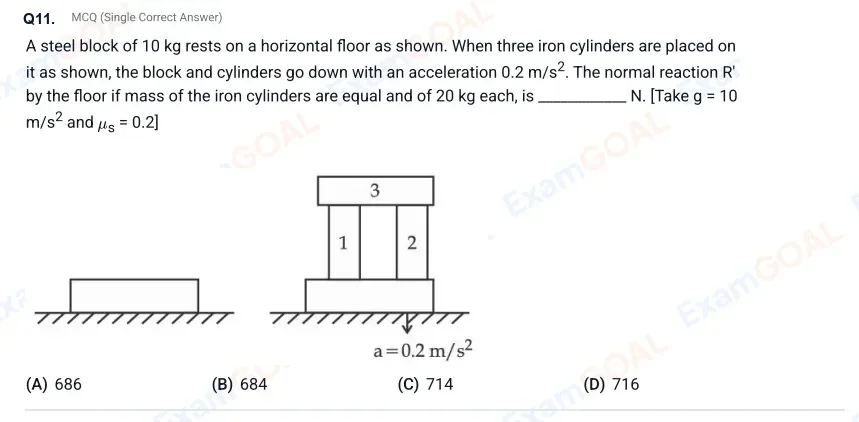 Q11. MCQ (Single Correct Answer)
A steel block of 10 kg rests on a horizontal floor as shown. When three iron cylinders are placed on
it as shown, the block and cylinders go down with an acceleration 0.2 m/s². The normal reaction R'
by the floor if mass of the iron cylinders are equal and of 20 kg each, is ___________ N. [Take g = 10
m/s² and μₛ = 0.2]
3
1 2
a=0.2 m/s²
(A) 686 (B) 684 (C) 714 (D) 716
ExamGOAL